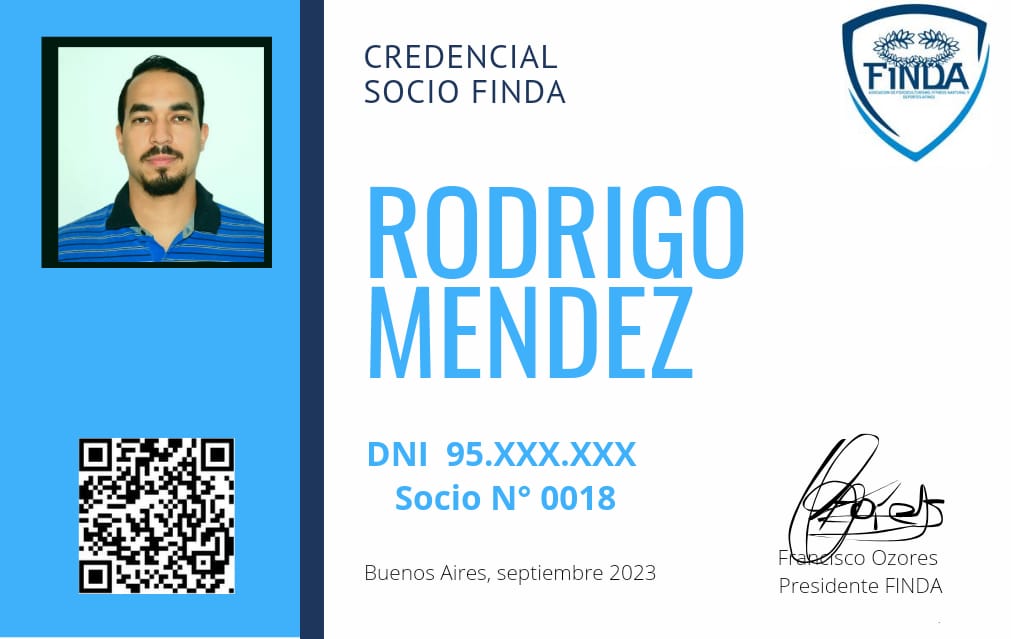 CREDENCIAL
SOCIO FINDA
FINDA
RODRIGO
MENDEZ
DNI 95.XXX.XXX
Socio N° 0018
Buenos Aires, septiembre 2023
Francisco Ozores
Presidente FINDA